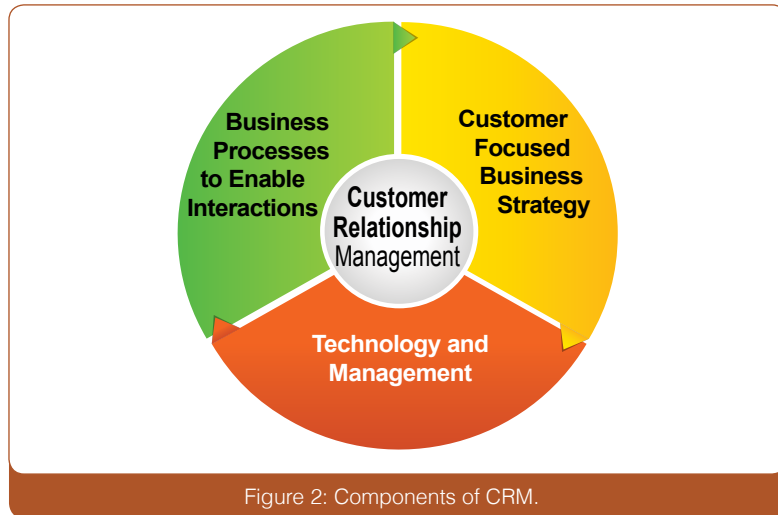 Business
Processes
to Enable
Interactions
Customer
Focused
Business
Strategy
Customer
Relationship
Management
Technology and
Management
Figure 2: Components of CRM.